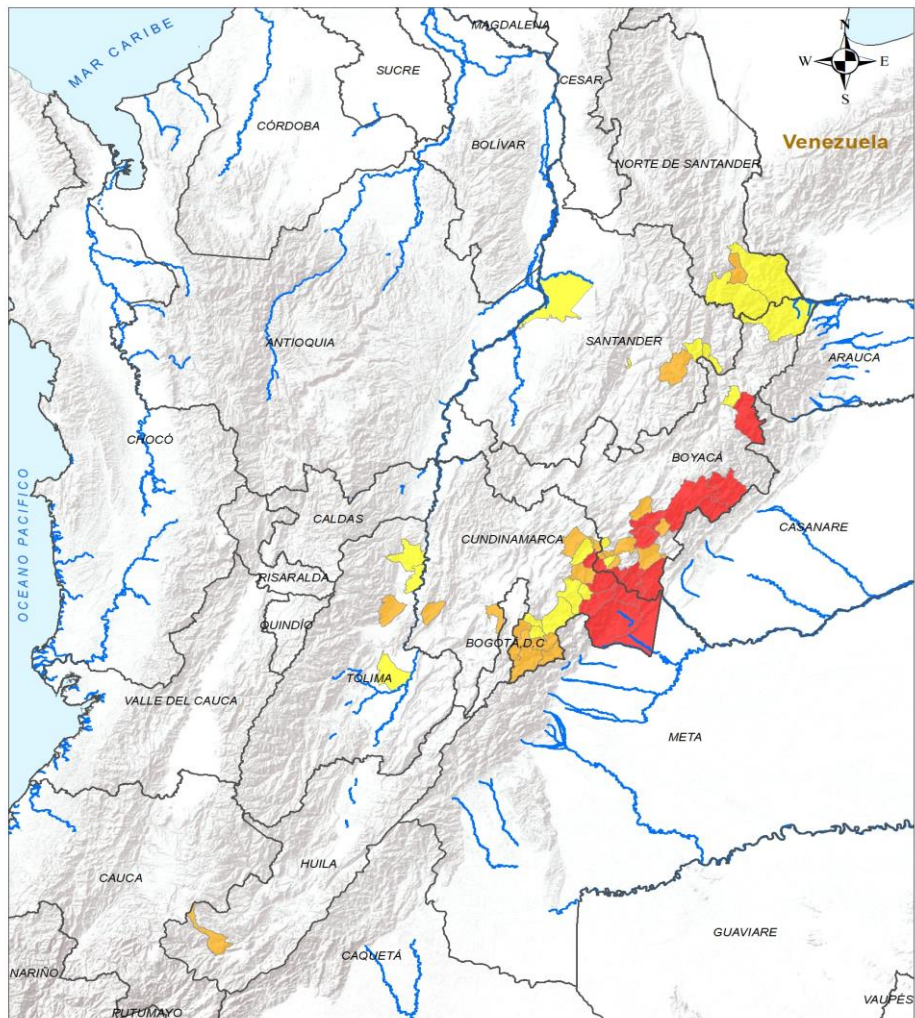 MAGDALENA
N
W E
S
MAR CARIBE
SUCRE
CESAR
CÓRDOBA
BOLÍVAR
Venezuela
NORTE DE SANTANDER
ANTIOQUIA
SANTANDER
ARAUCA
CHOCÓ
BOYACÁ
OCEANO PACIFICO
CALDAS
CUNDINAMARCA
CASANARE
RISARALDA
QUINDÍO
BOGOTÁ,D.C
TOLIMA
VALLE DEL CAUCA
META
HUILA
CAUCA
GUAVIARE
CAQUETÁ
NARIÑO
VAUPÉS
PUTUMAYO